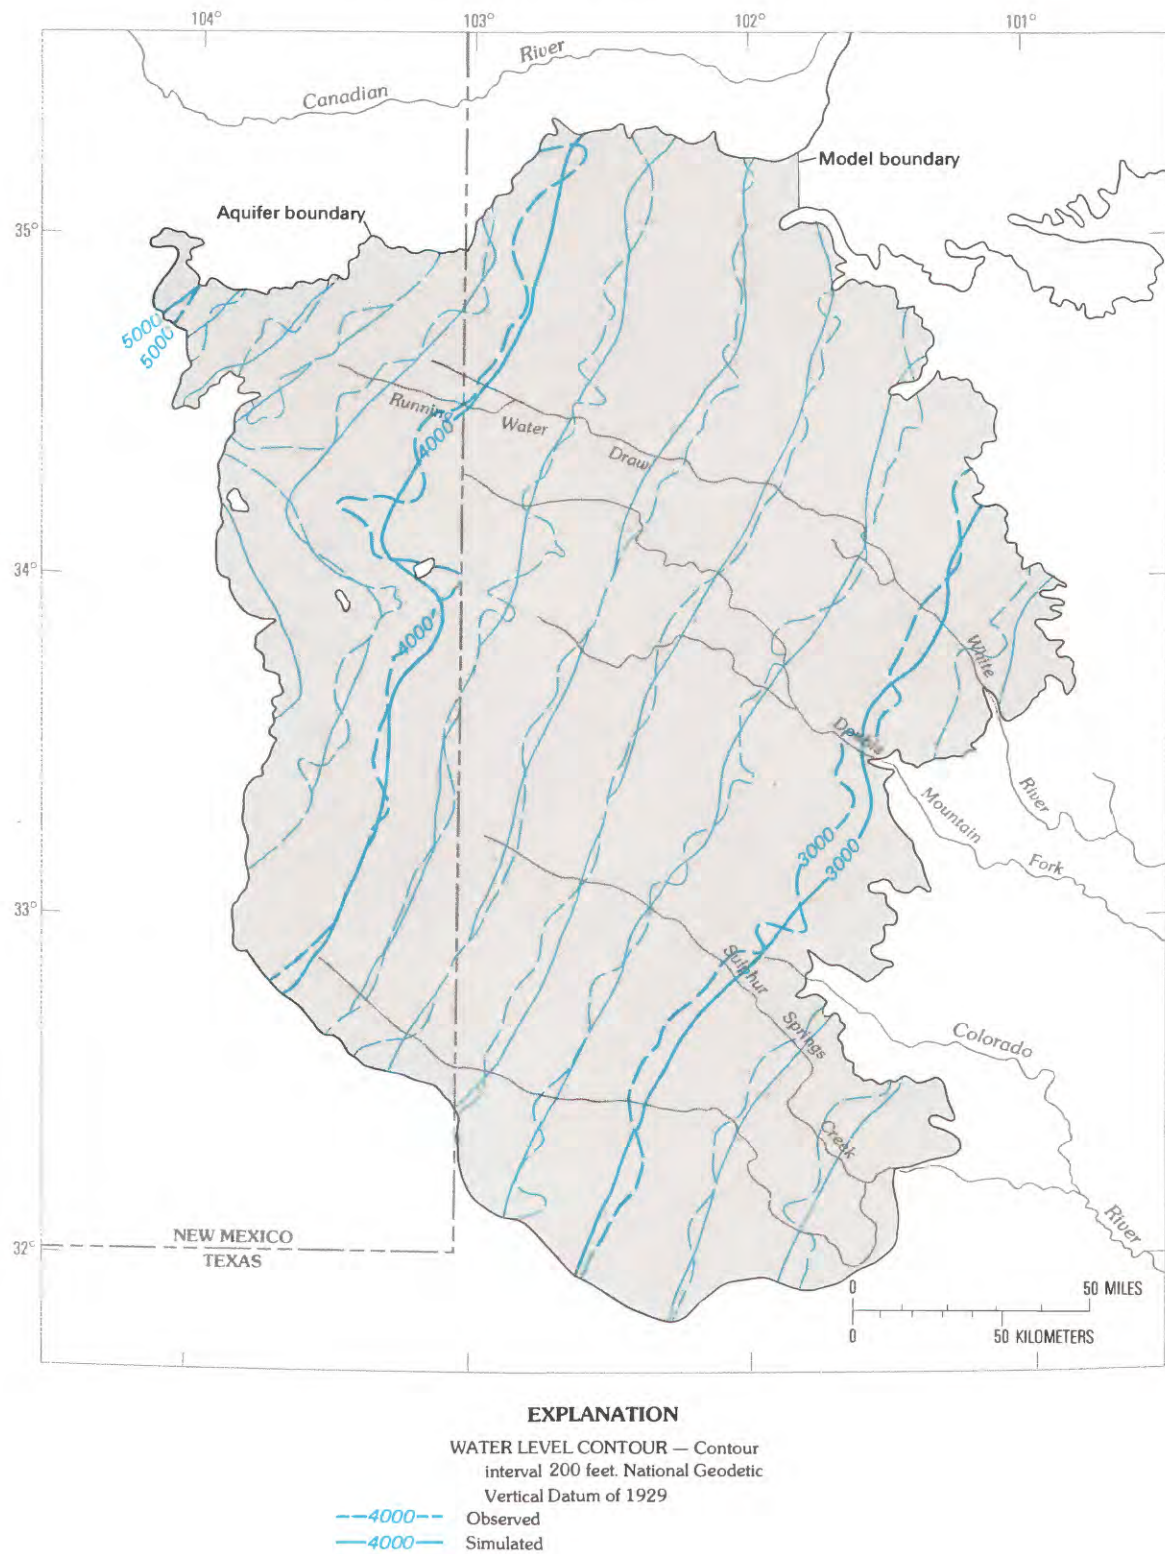 104° 103° 102° 101°
River
Canadian
Model boundary
Aquifer boundary
35°
5000
5000
Running
Water
4000
Draw
34°
4000
White
Double
River
Mountain
3000
3000
Fork
33°
Sulphur
Springs
Colorado
Creek
River
NEW MEXICO
32°
TEXAS
0 50 MILES
0 50 KILOMETERS
EXPLANATION
WATER LEVEL CONTOUR — Contour
interval 200 feet. National Geodetic
Vertical Datum of 1929
4000 Observed
4000 Simulated